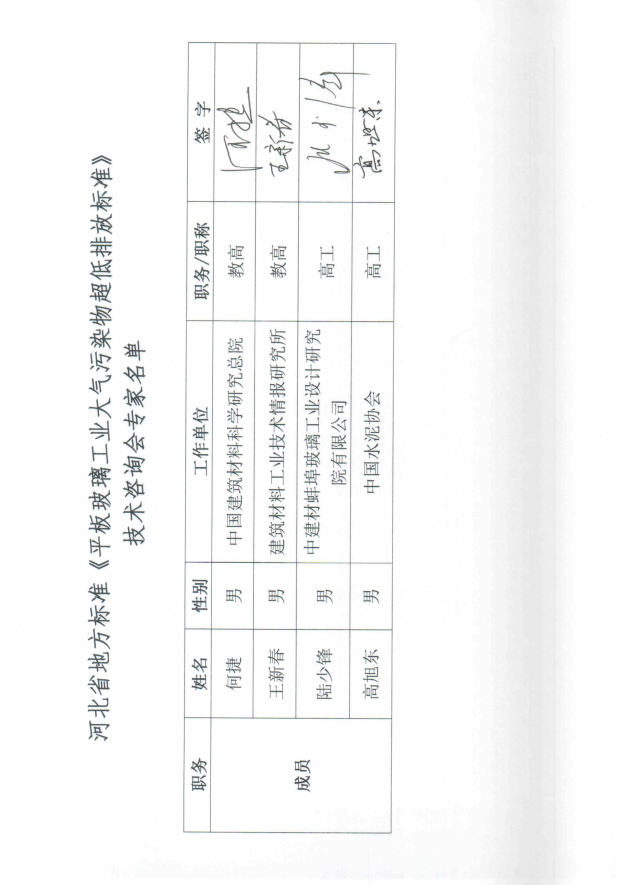 河北省地方标准《平板玻璃工业大气污染物超低排放标准》
技术咨询会专家名单
职务 姓名 性别 工作单位 职务/职称 签字
成员
何捷 男 中国建筑材料科学研究总院 教高
王新春 男 建筑材料工业技术情报研究所 教高 王新春
陆少锋 男 中建材蚌埠玻璃工业设计研究
院有限公司 高工
高旭东 男 中国水泥协会 高工 高旭东